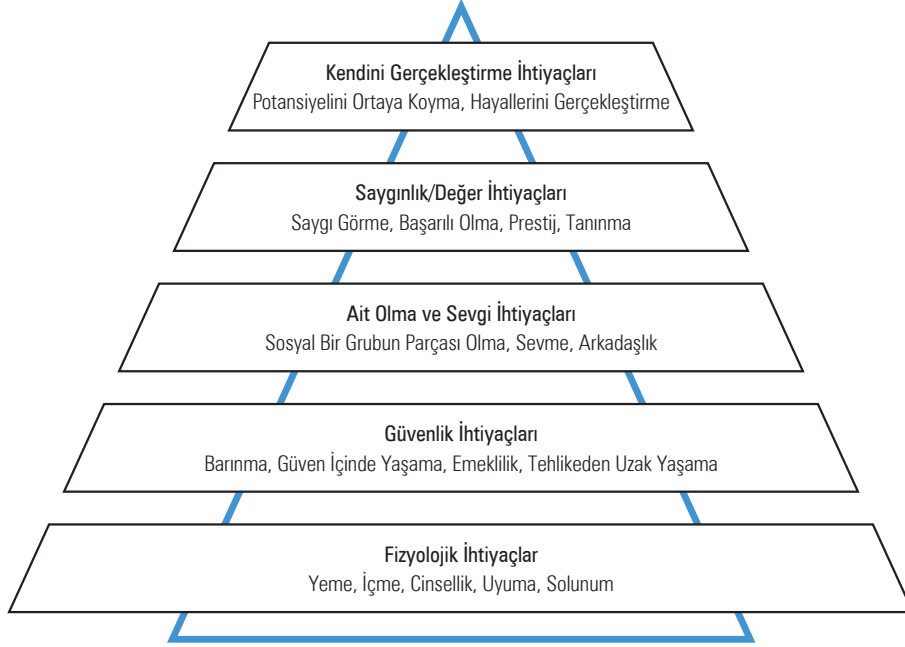 Kendini Gerçekleştirme İhtiyaçları
Potansiyelini Ortaya Koyma, Hayallerini Gerçekleştirme
Saygınlık/Değer İhtiyaçları
Saygı Görme, Başarılı Olma, Prestij, Tanınma
Ait Olma ve Sevgi İhtiyaçları
Sosyal Bir Grubun Parçası Olma, Sevme, Arkadaşlık
Güvenlik İhtiyaçları
Barınma, Güven İçinde Yaşama, Emeklilik, Tehlikeden Uzak Yaşama
Fizyolojik İhtiyaçlar
Yeme, İçme, Cinsellik, Uyuma, Solunum